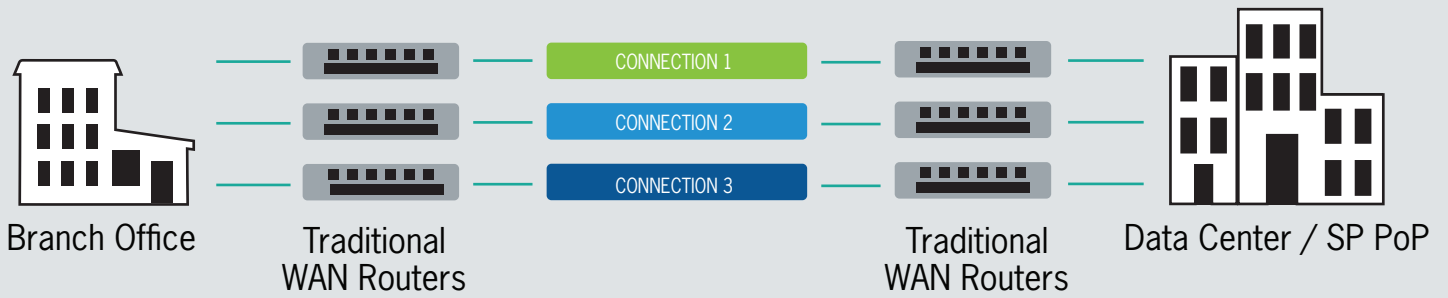 CONNECTION 1
CONNECTION 2
CONNECTION 3
Branch Office
Traditional
WAN Routers
Traditional
WAN Routers
Data Center / SP PoP